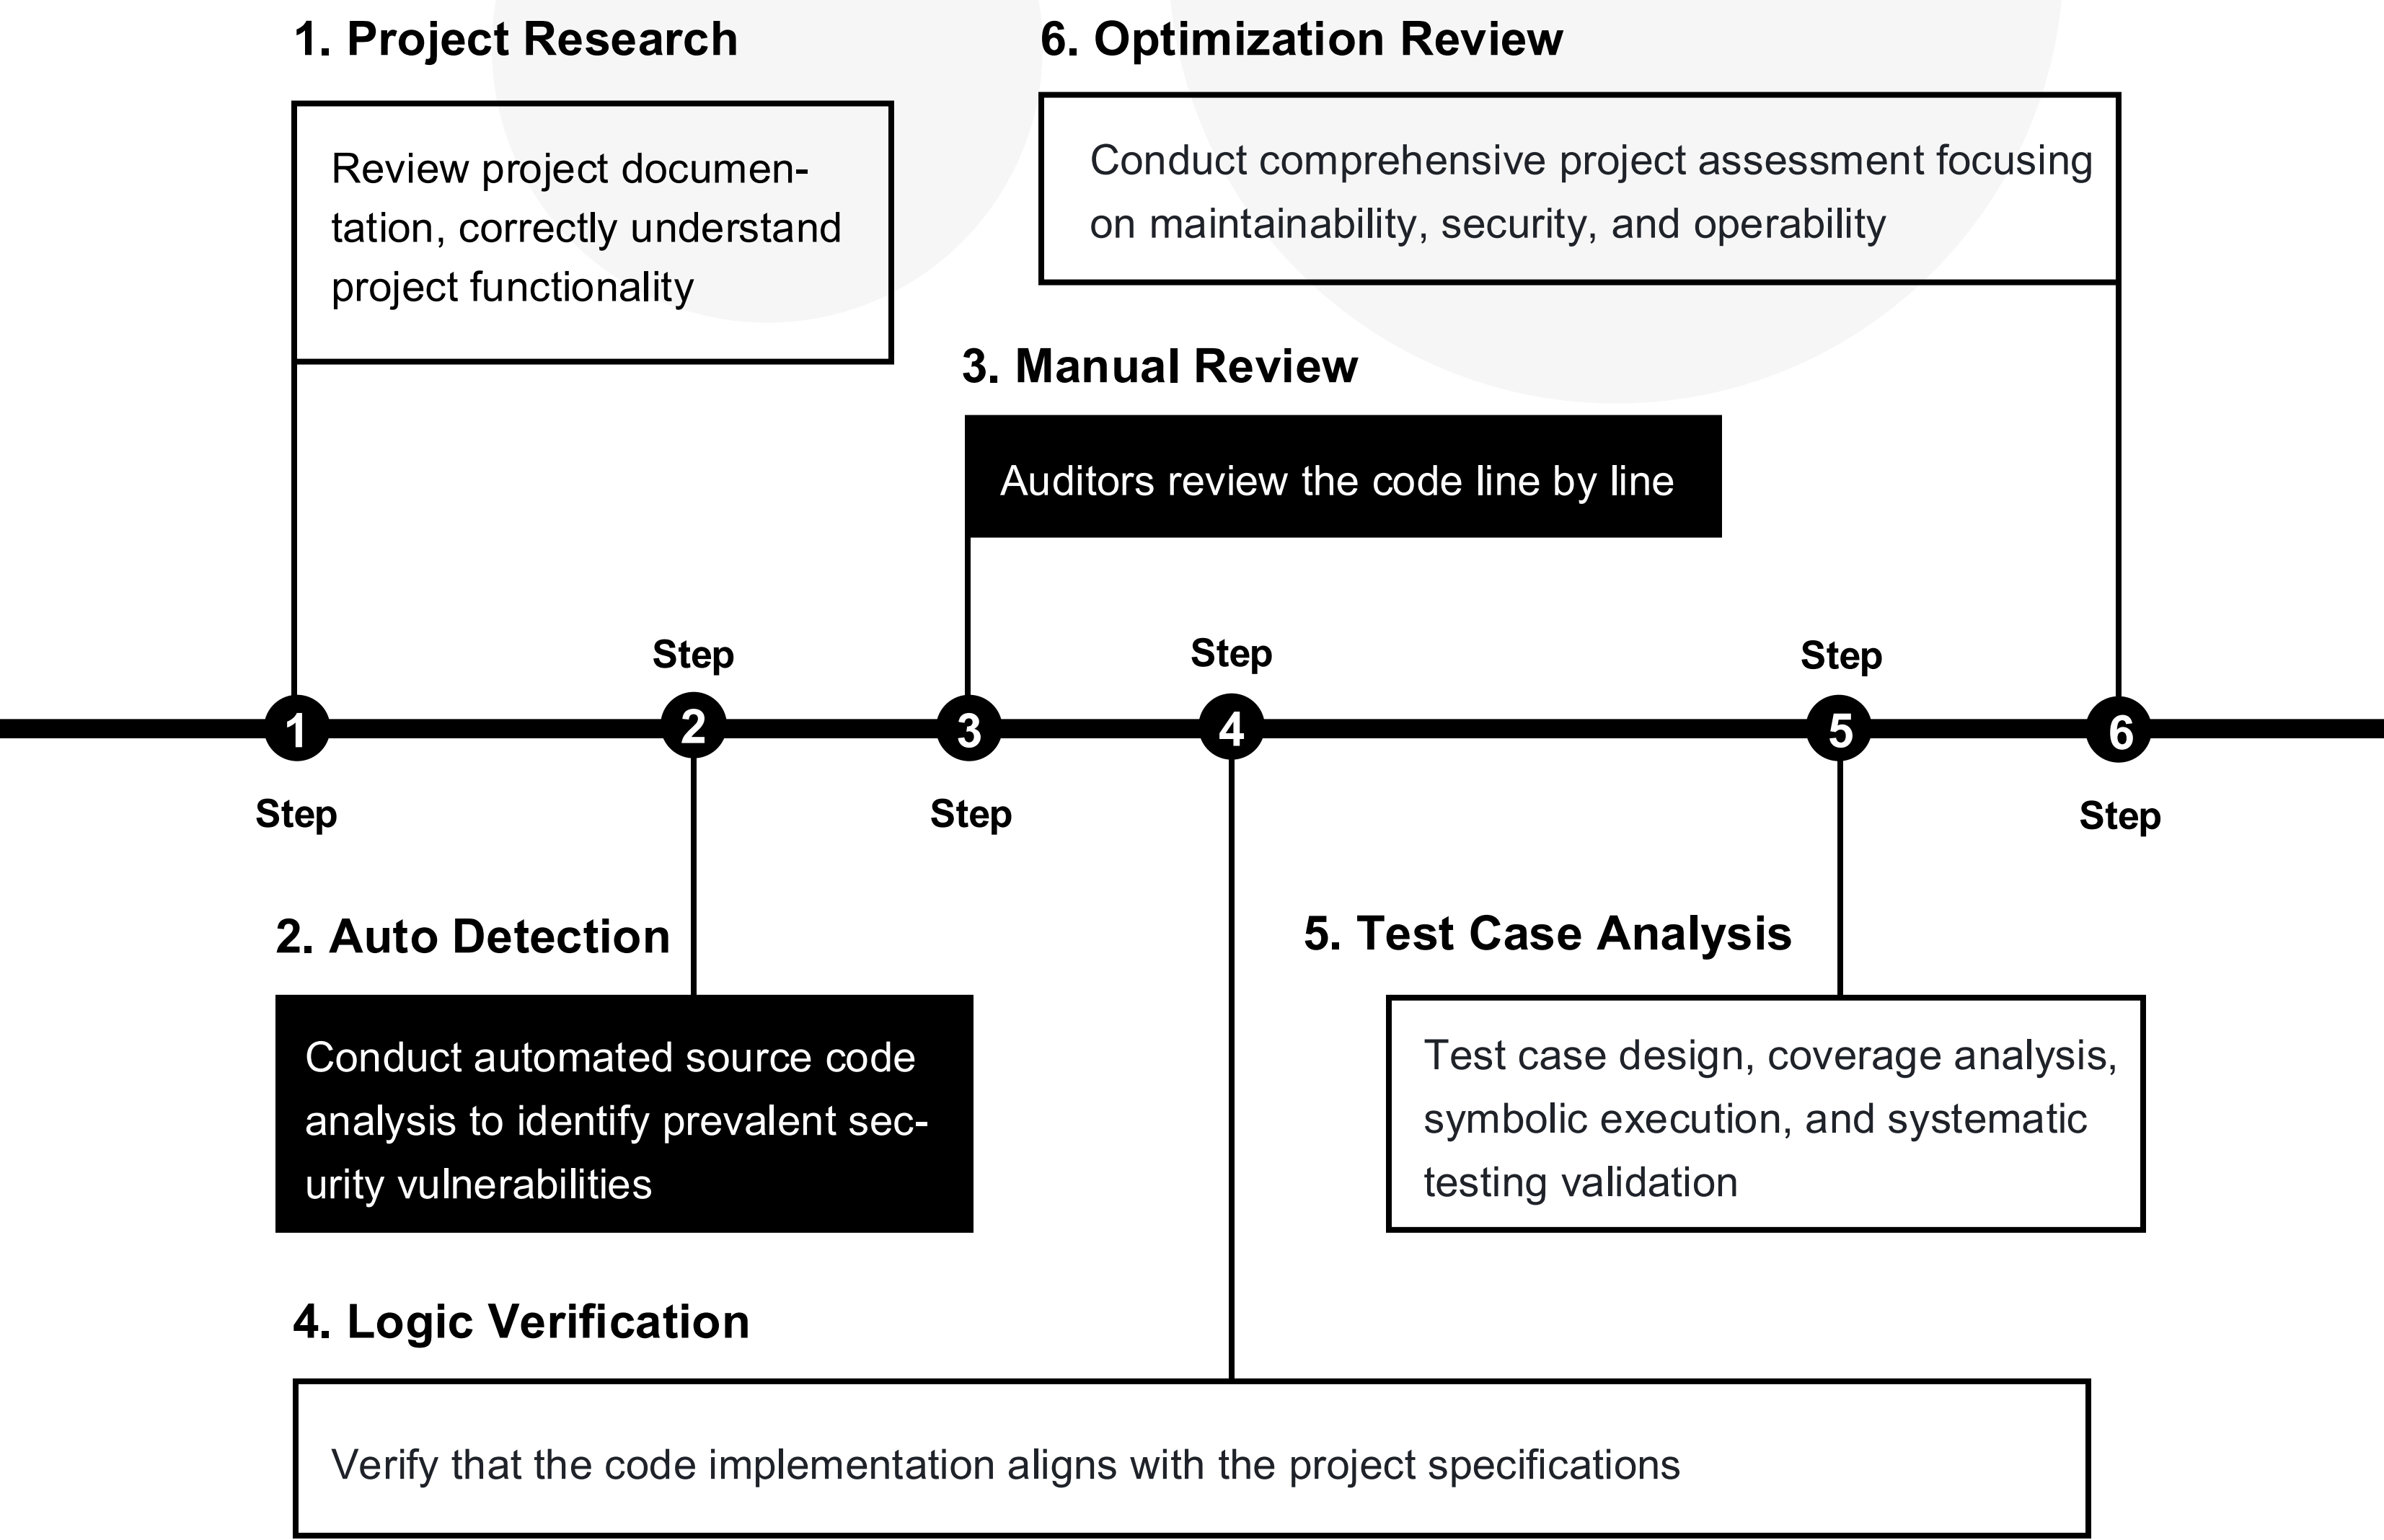 1. Project Research
Review project documen-
tation, correctly understand
project functionality
6. Optimization Review
Conduct comprehensive project assessment focusing
on maintainability, security, and operability
3. Manual Review
Auditors review the code line by line
Step
Step
Step
1
2
3
4
5
6
Step
Step
Step
2. Auto Detection
Conduct automated source code
analysis to identify prevalent sec-
urity vulnerabilities
5. Test Case Analysis
Test case design, coverage analysis,
symbolic execution, and systematic
testing validation
4. Logic Verification
Verify that the code implementation aligns with the project specifications